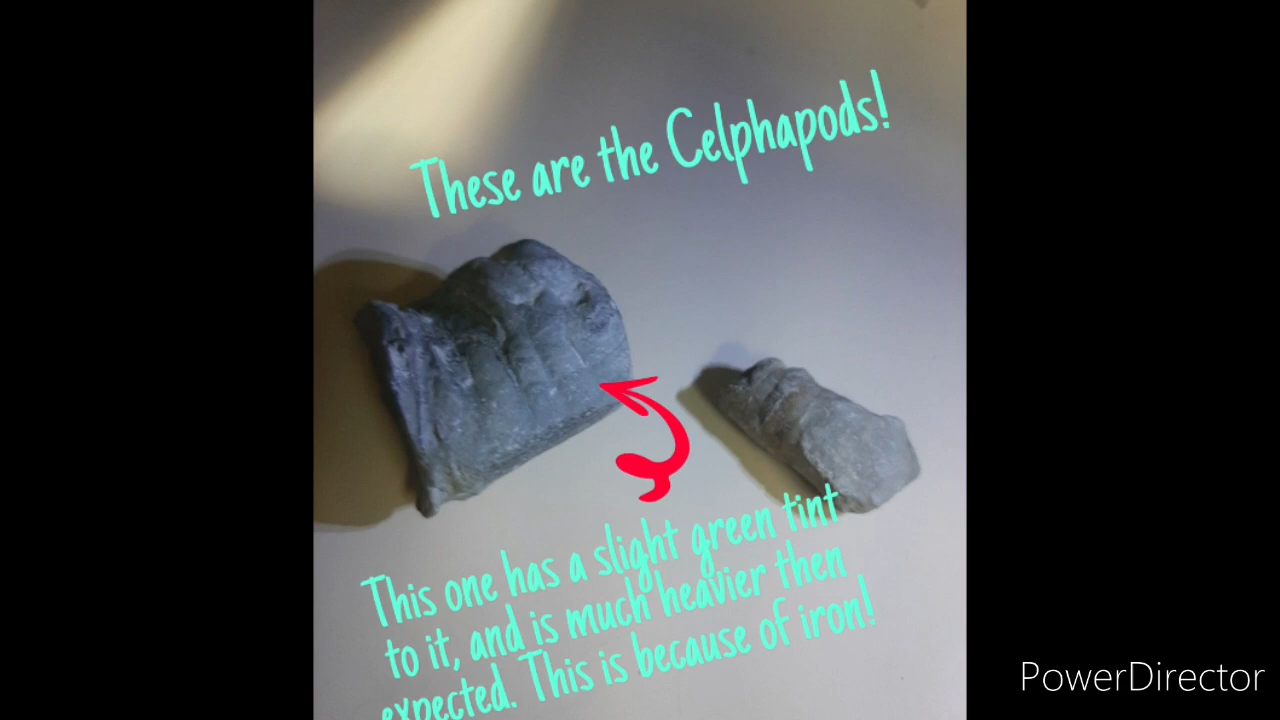 These are the Celphapods!
This one has a slight green tint
to it, and is much heavier then
expected. This is because of iron!
PowerDirector